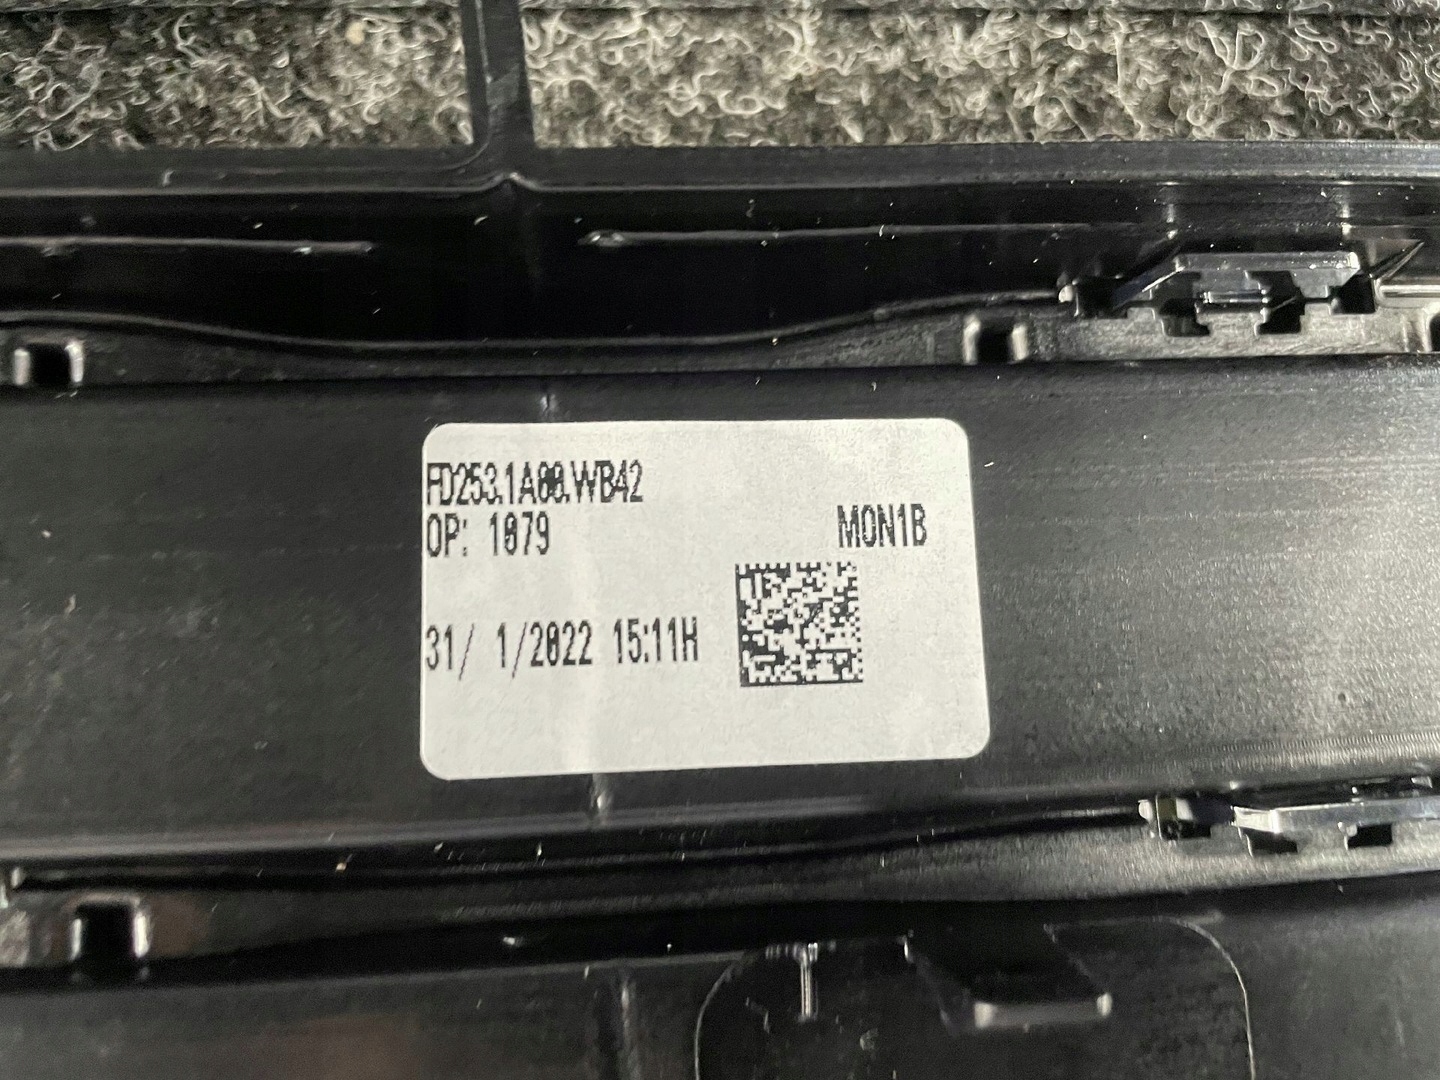 FD253.1A00.WB42
OP: 1079
MON1B
31/ 1/2022 15:11H